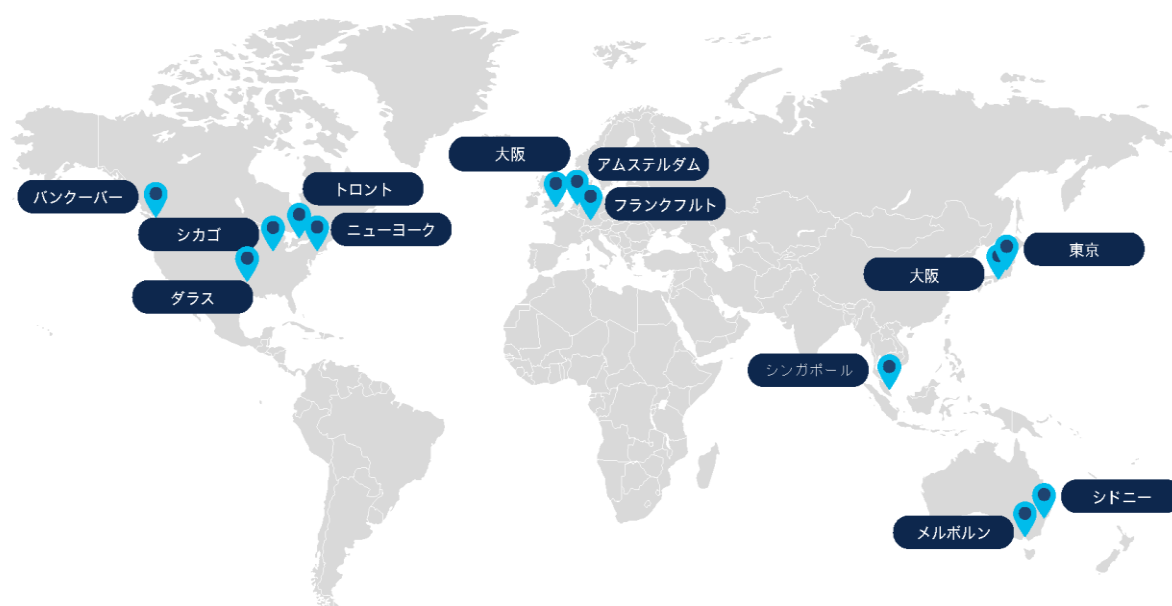 大阪
アムステルダム
バンクーバー
トロント
フランクフルト
シカゴ
ニューヨーク
東京
大阪
ダラス
シンガポール
シドニー
メルボルン